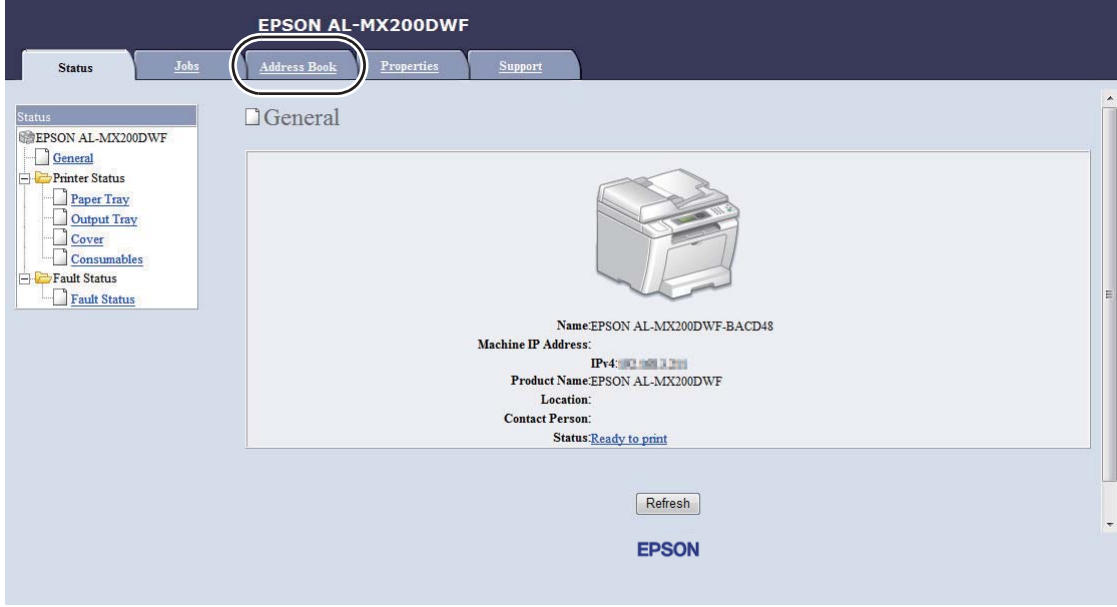 EPSON AL-MX200DWF
Status Jobs Address Book Properties Support
Status
EPSON AL-MX200DWF
General
Printer Status
Paper Tray
Output Tray
Cover
Consumables
Fault Status
Fault Status
General
Name:EPSON AL-MX200DWF-BACD48
Machine IP Address:
IPv4:
Product Name:EPSON AL-MX200DWF
Location:
Contact Person:
Status:Ready to print
Refresh
EPSON